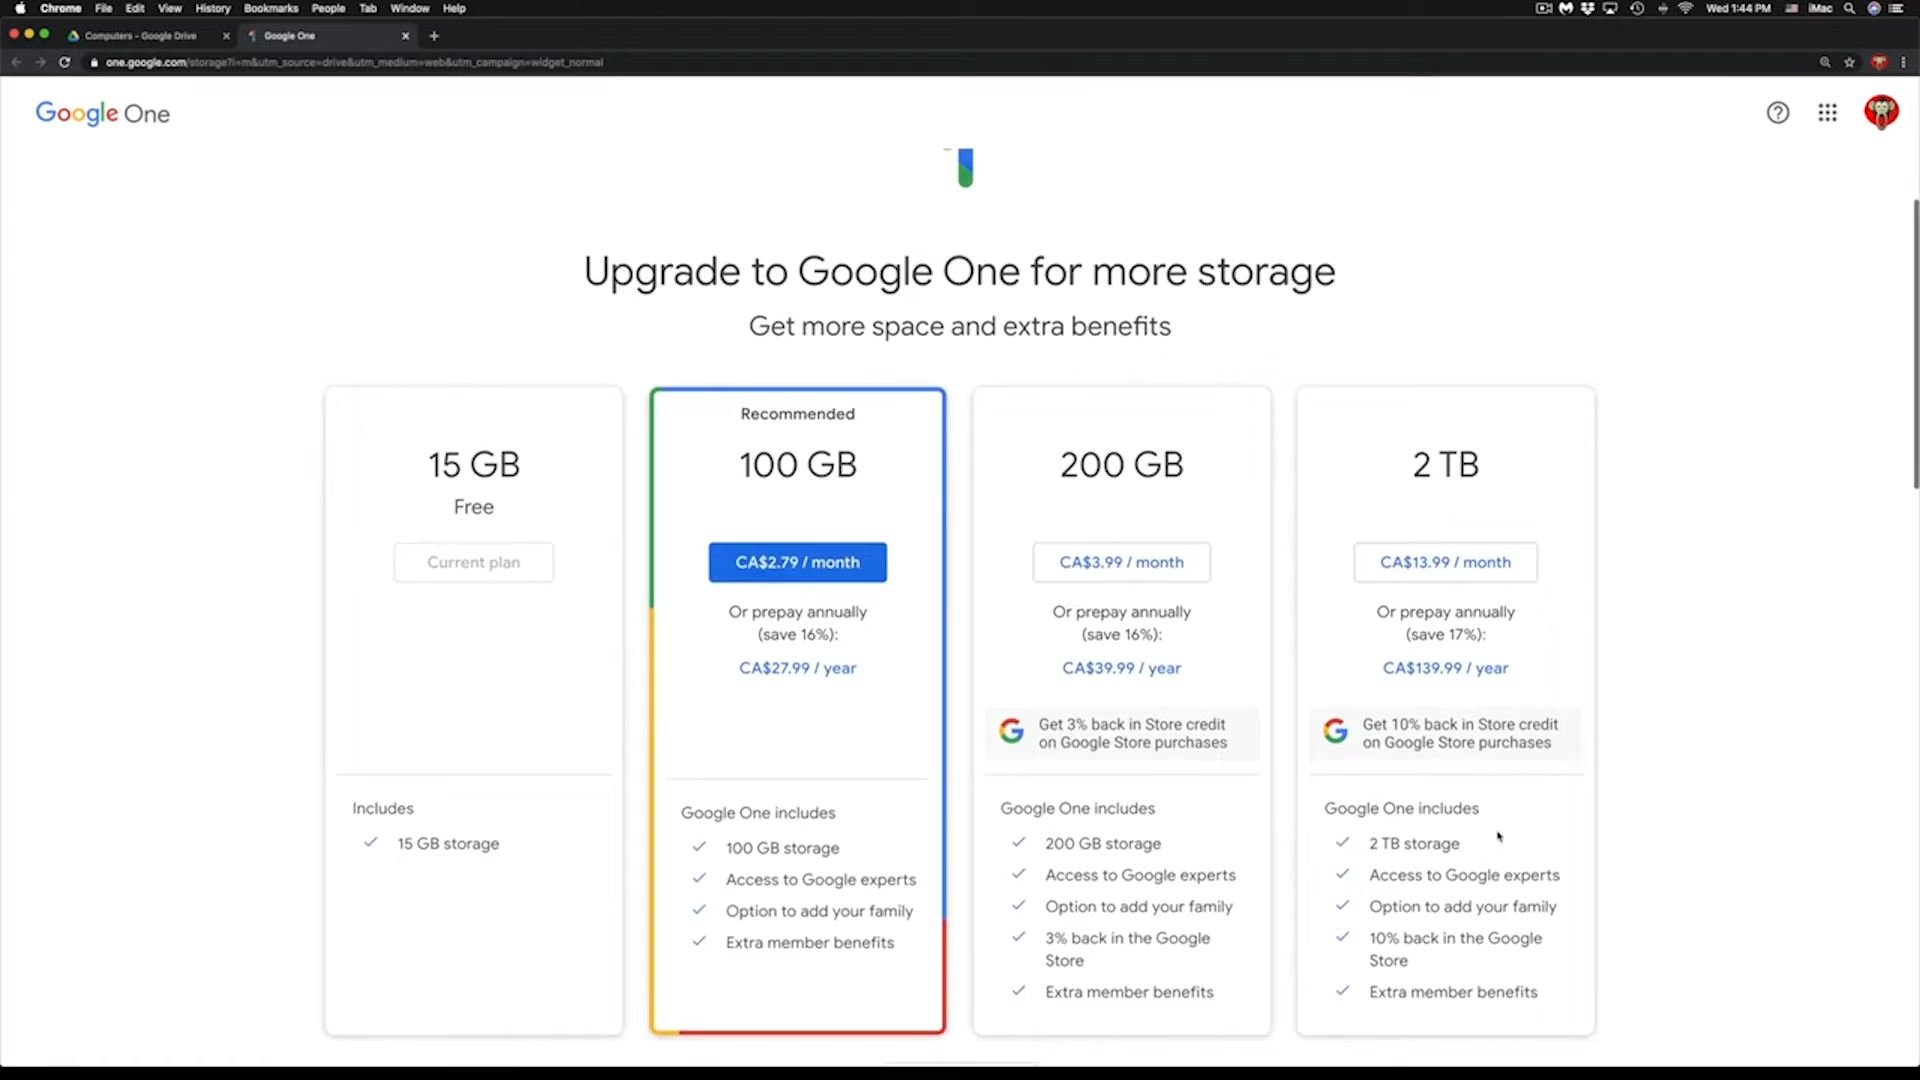 Chrome File Edit View History Bookmarks People Tab Window Help
Wed 1:44 PM iMac
Computers - Google Drive
Google One
one.google.com/storage?i=m&utm_source=drive&utm_medium=web&utm_campaign=widget_normal
Google One
Upgrade to Google One for more storage
Get more space and extra benefits
15 GB
Free
Current plan
Includes
15 GB storage
Recommended
100 GB
CA$2.79 / month
Or prepay annually
(save 16%):
CA$27.99 / year
Google One includes
100 GB storage
Access to Google experts
Option to add your family
Extra member benefits
200 GB
CA$3.99 / month
Or prepay annually
(save 16%):
CA$39.99 / year
Get 3% back in Store credit
on Google Store purchases
Google One includes
200 GB storage
Access to Google experts
Option to add your family
3% back in the Google
Store
Extra member benefits
2 TB
CA$13.99 / month
Or prepay annually
(save 17%):
CA$139.99 / year
Get 10% back in Store credit
on Google Store purchases
Google One includes
2 TB storage
Access to Google experts
Option to add your family
10% back in the Google
Store
Extra member benefits